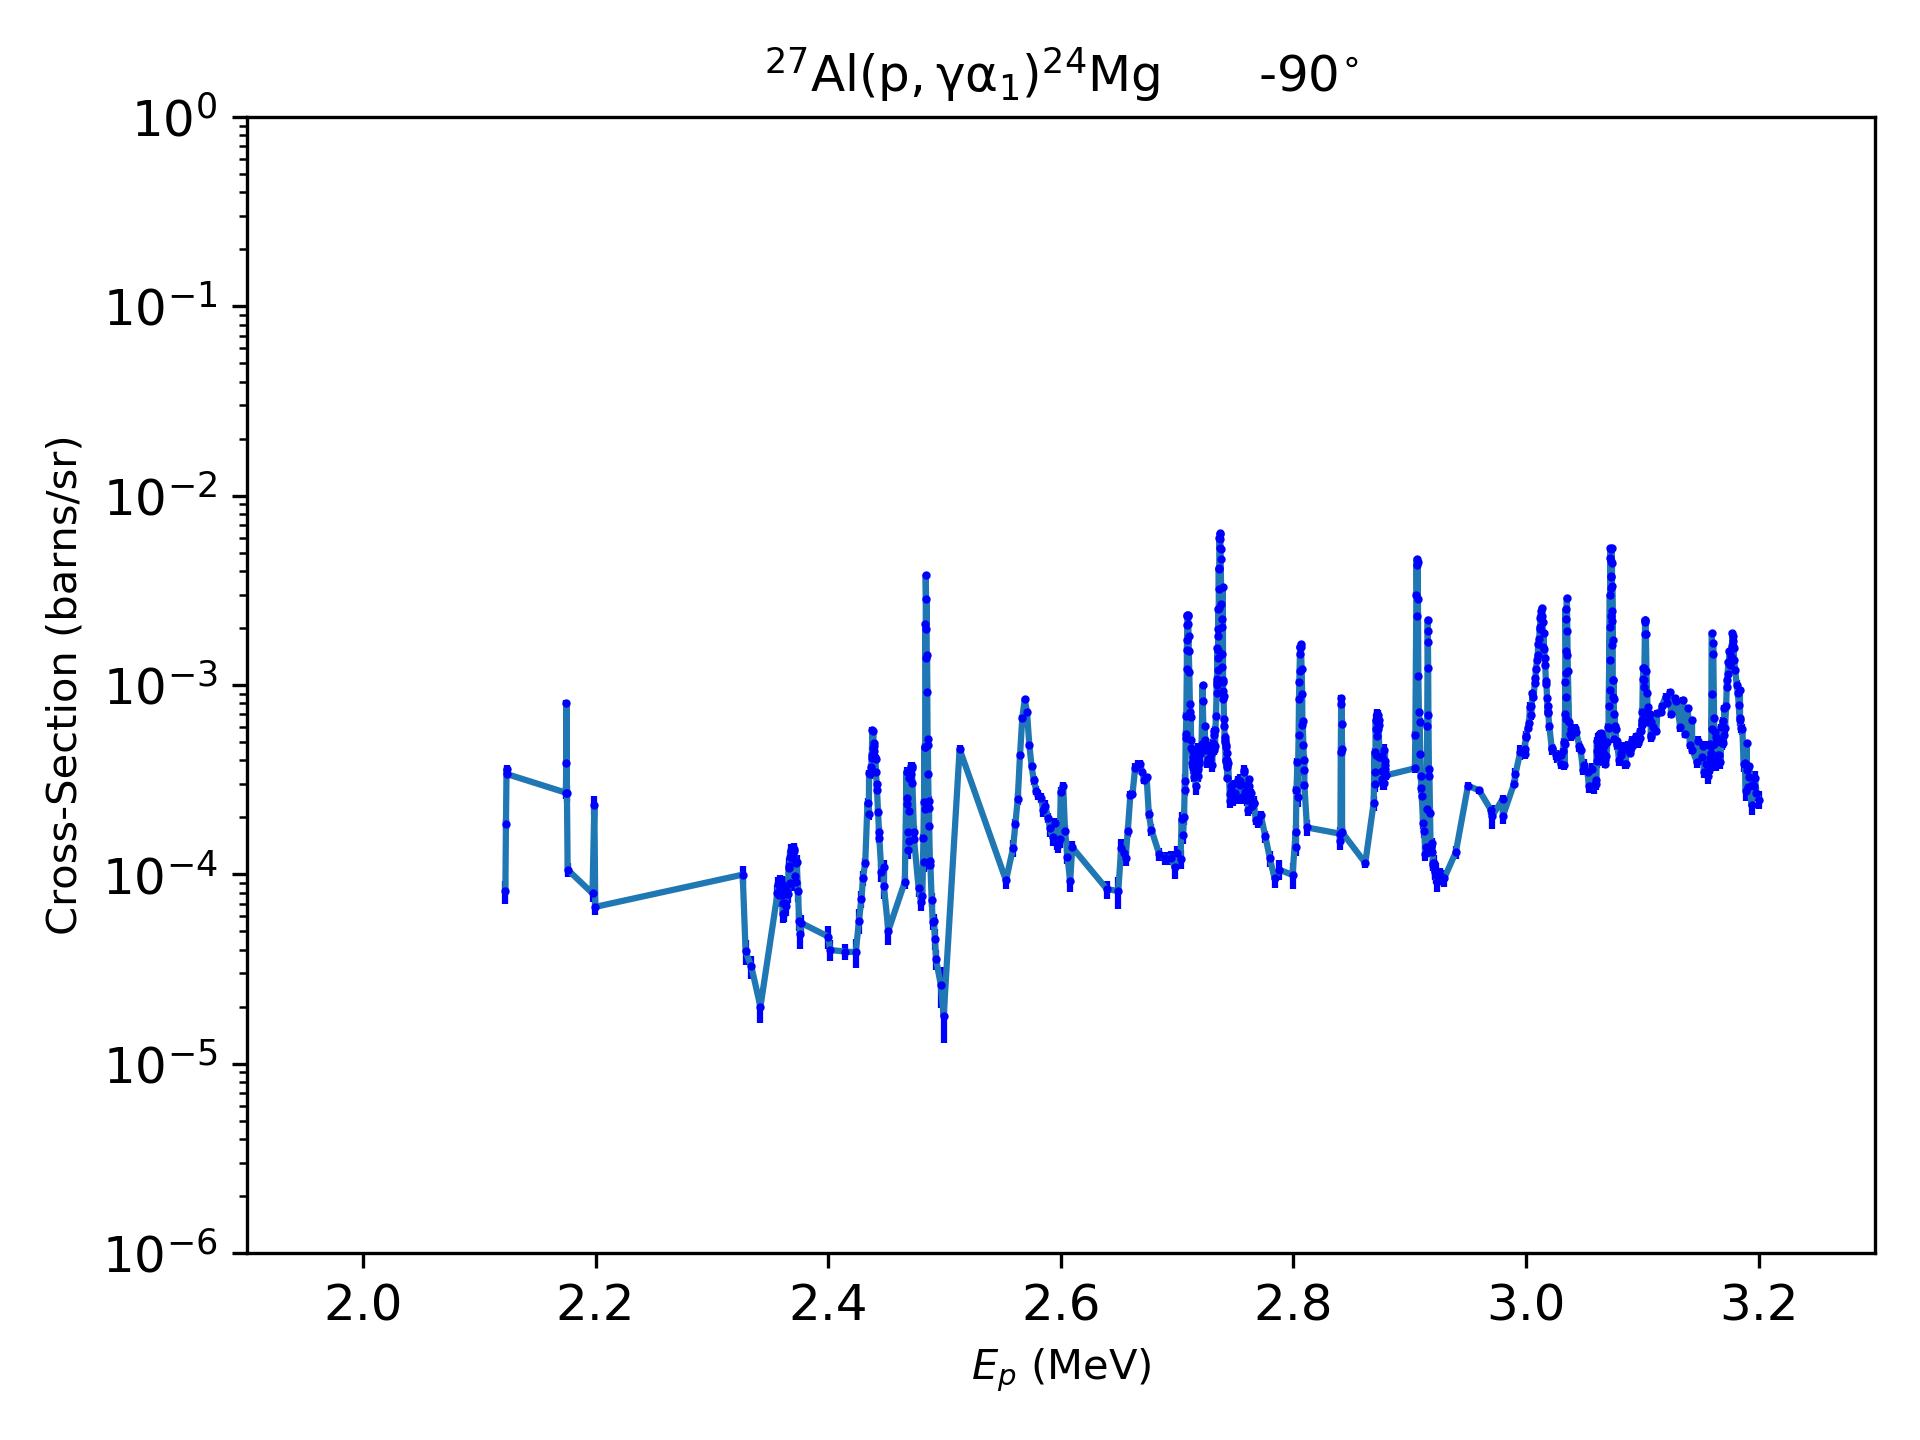 ²⁷Al(p, γα₁)²⁴Mg -90°
10⁰
10⁻¹
10⁻²
10⁻³
10⁻⁴
10⁻⁵
10⁻⁶
Cross-Section (barns/sr)
2.0 2.2 2.4 2.6 2.8 3.0 3.2
Eₚ (MeV)